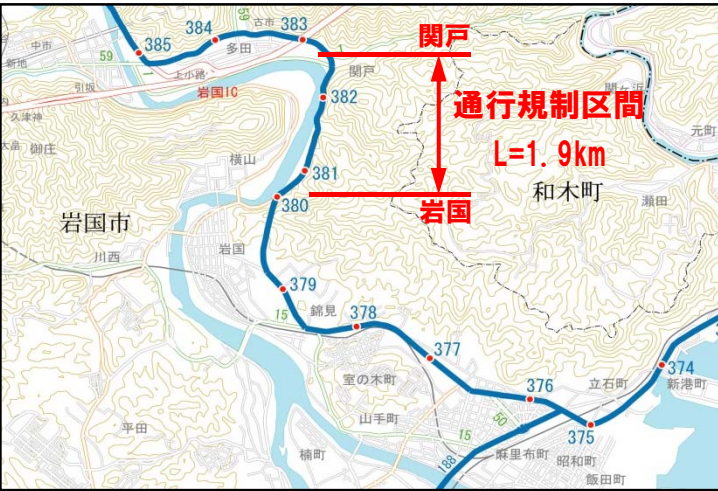 59
古市
383
384
関戸
中市
多田
385
新地
59
1
上小路
1
関戸
引坂
岩国IC
382
通行規制区間
久津神
L=1.9km
元町
大畠
御庄
横山
381
和木町
瀬田
380
岩国
岩国市
岩国
川西
379
錦見
378
15
377
374
室の木町
376
立石町
新港町
平田
山手町
50
15
375
楠町
188
麻里布町
昭和町
飯田町